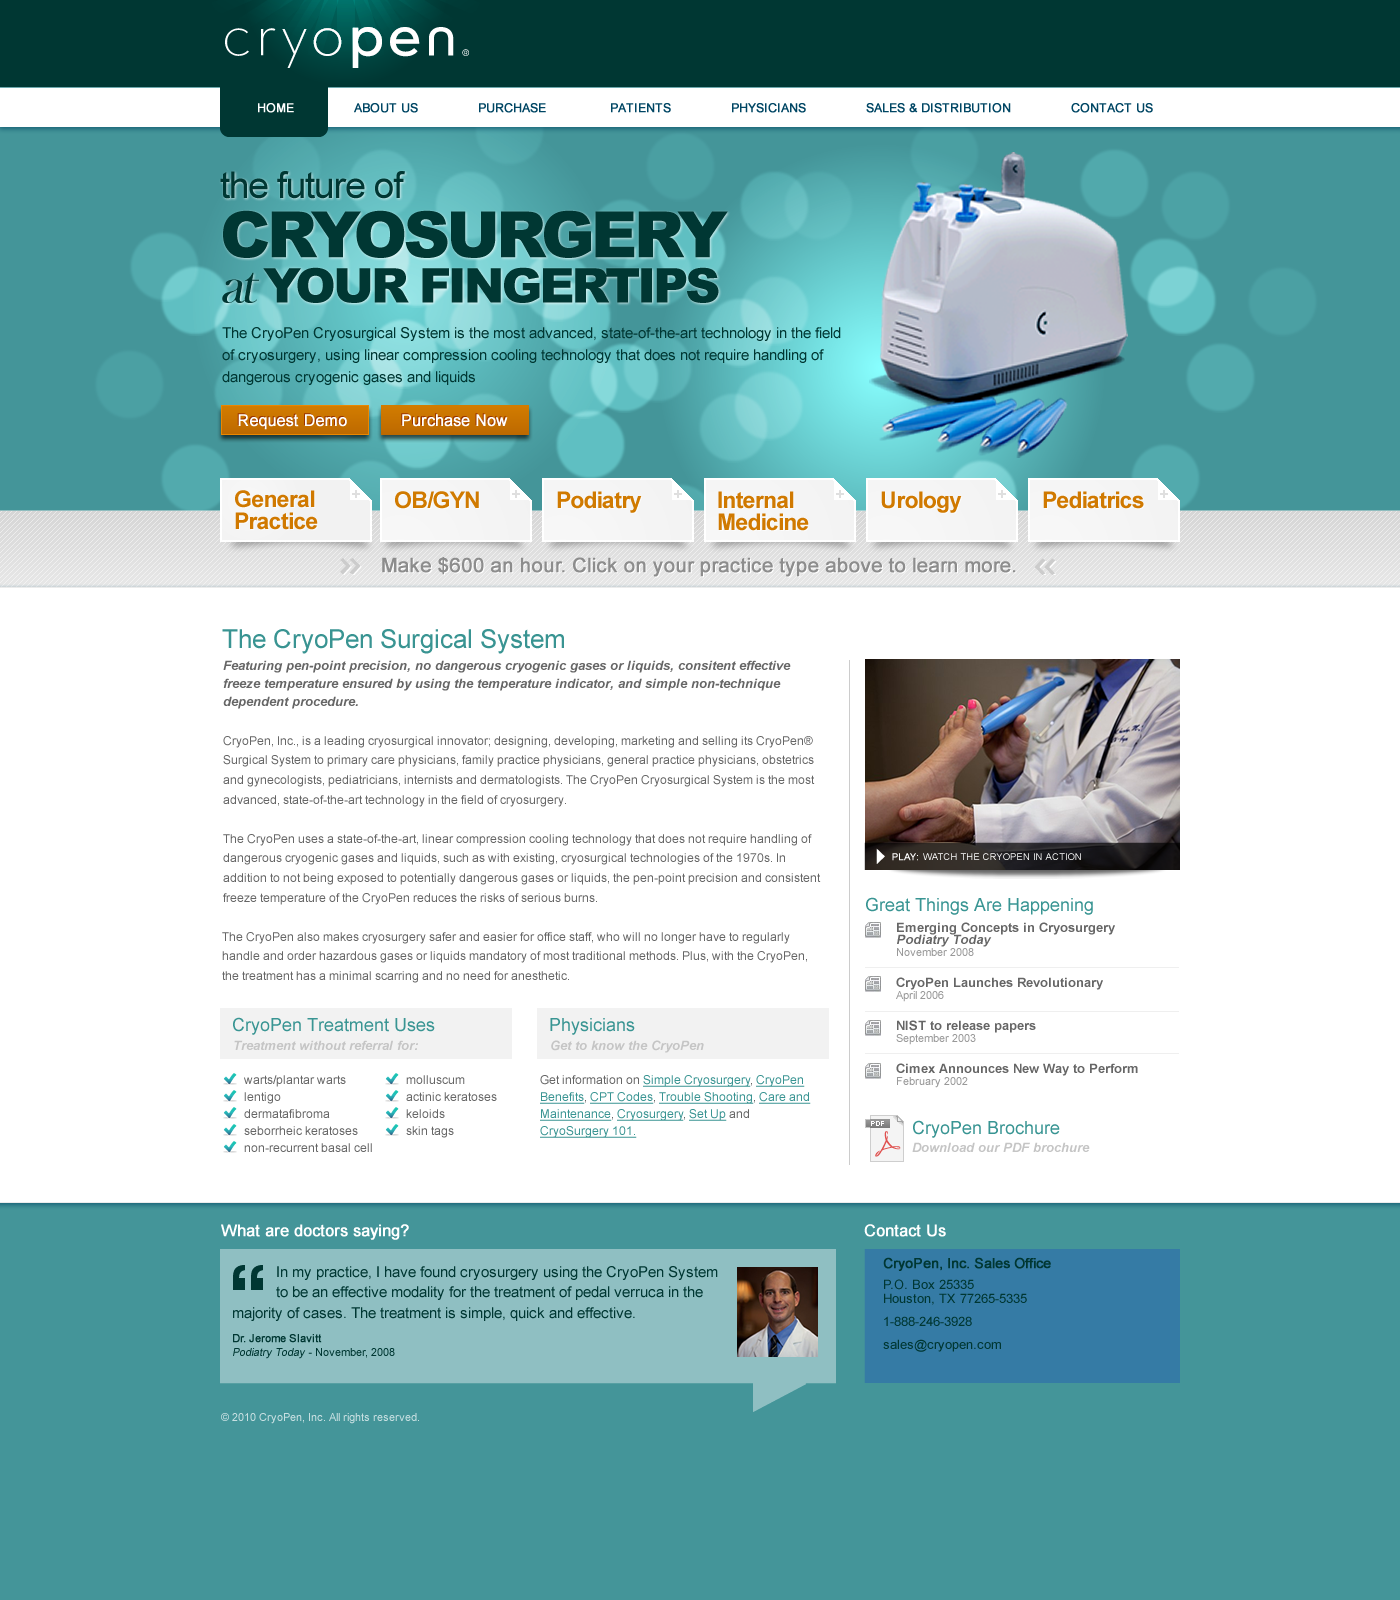 cryopen®
HOME
ABOUT US
PURCHASE
PATIENTS
PHYSICIANS
SALES & DISTRIBUTION
CONTACT US
the future of
CRYOSURGERY
at YOUR FINGERTIPS
The CryoPen Cryosurgical System is the most advanced, state-of-the-art technology in the field
of cryosurgery, using linear compression cooling technology that does not require handling of
dangerous cryogenic gases and liquids
Request Demo
Purchase Now
General
Practice
OB/GYN
Podiatry
Internal
Medicine
Urology
Pediatrics
Make $600 an hour. Click on your practice type above to learn more.
The CryoPen Surgical System
Featuring pen-point precision, no dangerous cryogenic gases or liquids, consitent effective
freeze temperature ensured by using the temperature indicator, and simple non-technique
dependent procedure.
CryoPen, Inc., is a leading cryosurgical innovator; designing, developing, marketing and selling its CryoPen®
Surgical System to primary care physicians, family practice physicians, general practice physicians, obstetrics
and gynecologists, pediatricians, internists and dermatologists. The CryoPen Cryosurgical System is the most
advanced, state-of-the-art technology in the field of cryosurgery.
The CryoPen uses a state-of-the-art, linear compression cooling technology that does not require handling of
dangerous cryogenic gases and liquids, such as with existing, cryosurgical technologies of the 1970s. In
addition to not being exposed to potentially dangerous gases or liquids, the pen-point precision and consistent
freeze temperature of the CryoPen reduces the risks of serious burns.
The CryoPen also makes cryosurgery safer and easier for office staff, who will no longer have to regularly
handle and order hazardous gases or liquids mandatory of most traditional methods. Plus, with the CryoPen,
the treatment has a minimal scarring and no need for anesthetic.
CryoPen Treatment Uses
Treatment without referral for:
warts/plantar warts
lentigo
dermatafibroma
seborrheic keratoses
non-recurrent basal cell
molluscum
actinic keratoses
keloids
skin tags
Physicians
Get to know the CryoPen
Get information on Simple Cryosurgery, CryoPen
Benefits, CPT Codes, Trouble Shooting, Care and
Maintenance, Cryosurgery, Set Up and
CryoSurgery 101.
PLAY: WATCH THE CRYOPEN IN ACTION
Great Things Are Happening
Emerging Concepts in Cryosurgery
Podiatry Today
November 2008
CryoPen Launches Revolutionary
April 2006
NIST to release papers
September 2003
Cimex Announces New Way to Perform
February 2002
PDF
CryoPen Brochure
Download our PDF brochure
What are doctors saying?
In my practice, I have found cryosurgery using the CryoPen System
to be an effective modality for the treatment of pedal verruca in the
majority of cases. The treatment is simple, quick and effective.
Dr. Jerome Slavitt
Podiatry Today - November, 2008
Contact Us
CryoPen, Inc. Sales Office
P.O. Box 25335
Houston, TX 77265-5335
1-888-246-3928
sales@cryopen.com
© 2010 CryoPen, Inc. All rights reserved.